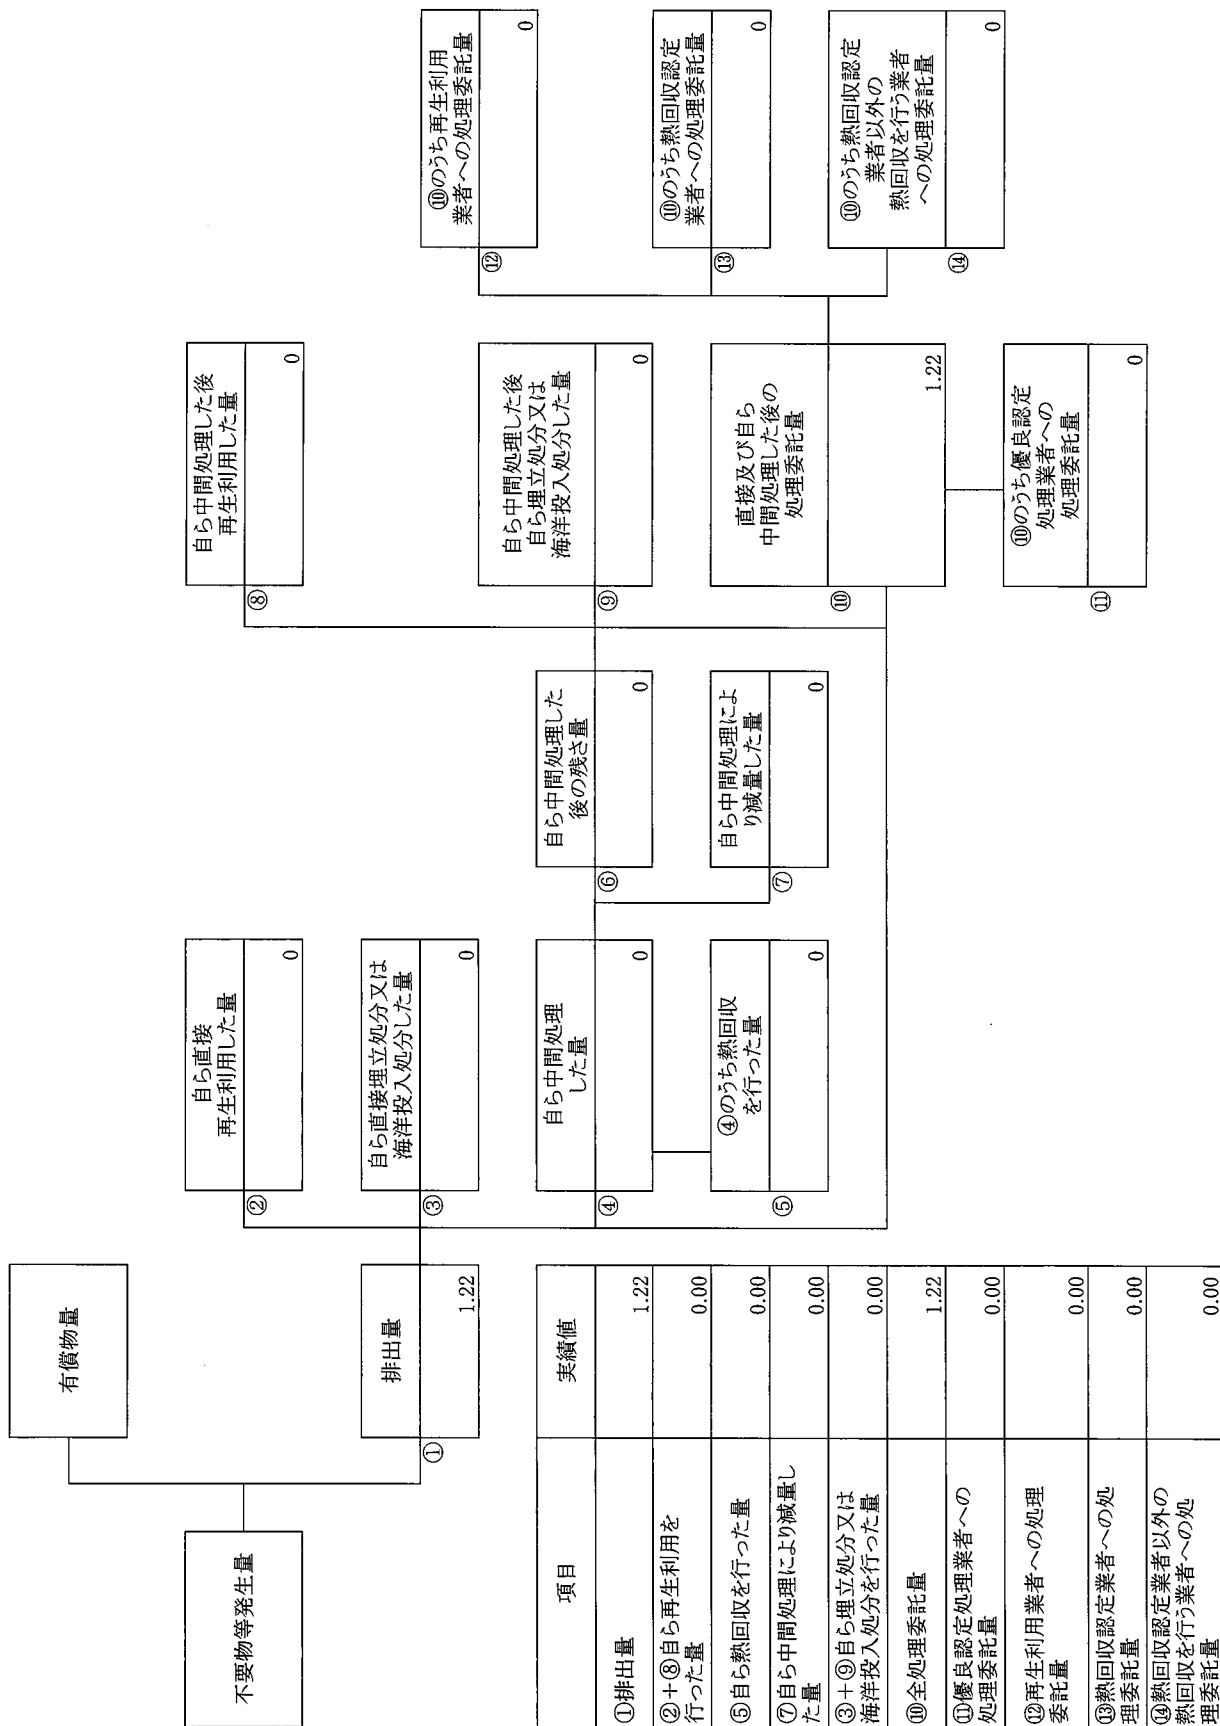 不要物等発生量
有償物量
①
排出量
1.22
②
自ら直接
再生利用した量
0
③
自ら直接埋立処分又は
海洋投入処分した量
0
④
自ら中間処理
した量
0
⑤
④のうち熱回収
を行った量
0
⑥
自ら中間処理した
後の残さ量
0
⑦
自ら中間処理によ
り減量した量
0
⑧
自ら中間処理した後
再生利用した量
0
⑨
自ら中間処理した後
自ら埋立処分又は
海洋投入処分した量
0
⑩
直接及び自ら
中間処理した後の
処理委託量
1.22
⑪
⑩のうち優良認定
処理業者への
処理委託量
0
⑫
⑩のうち再生利用
業者への処理委託量
0
⑬
⑩のうち熱回収認定
業者への処理委託量
0
⑭
⑩のうち熱回収認定
業者以外の
熱回収を行う業者
への処理委託量
0
項目 実績値
①排出量 1.22
②+⑧自ら再生利用を
行った量 0.00
⑤自ら熱回収を行った量 0.00
⑦自ら中間処理により減量し
た量 0.00
③+⑨自ら埋立処分又は
海洋投入処分を行った量 0.00
⑩全処理委託量 1.22
⑪優良認定処理業者への
処理委託量 0.00
⑫再生利用業者への処理
委託量 0.00
⑬熱回収認定業者への処
理委託量 0.00
⑭熱回収認定業者以外の
熱回収を行う業者への処
理委託量 0.00